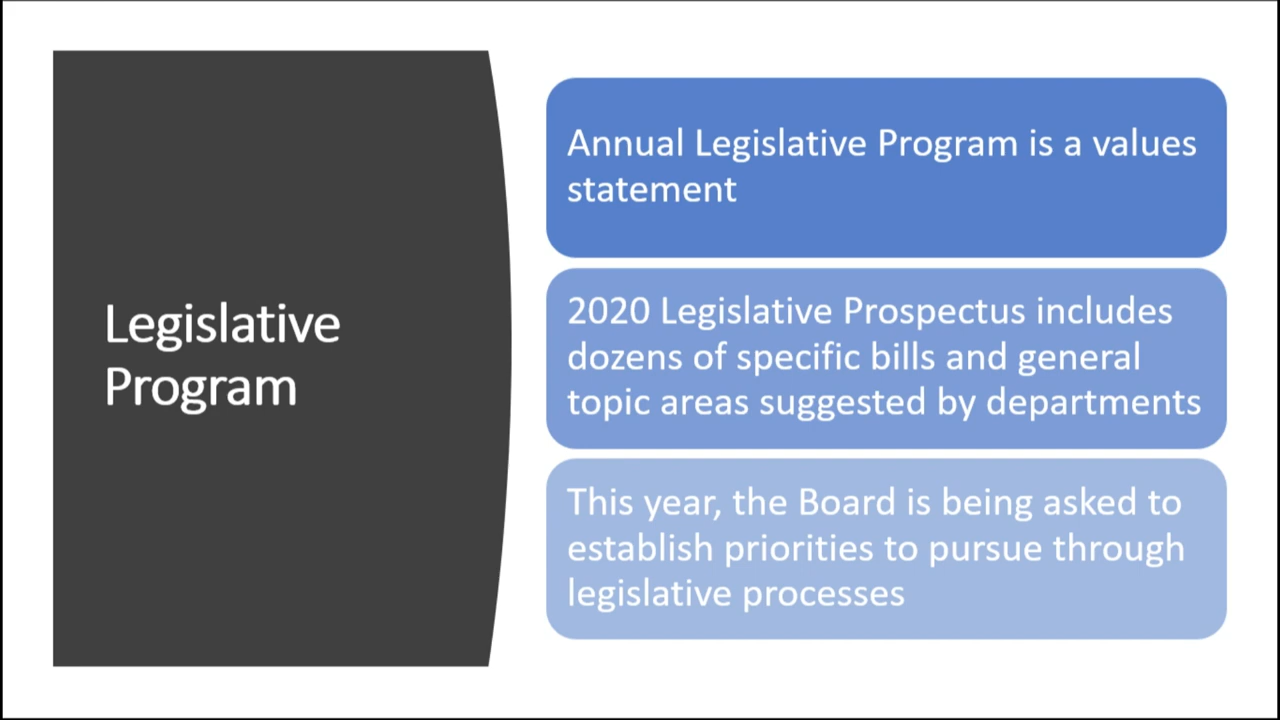 Legislative
Program
Annual Legislative Program is a values
statement
2020 Legislative Prospectus includes
dozens of specific bills and general
topic areas suggested by departments
This year, the Board is being asked to
establish priorities to pursue through
legislative processes